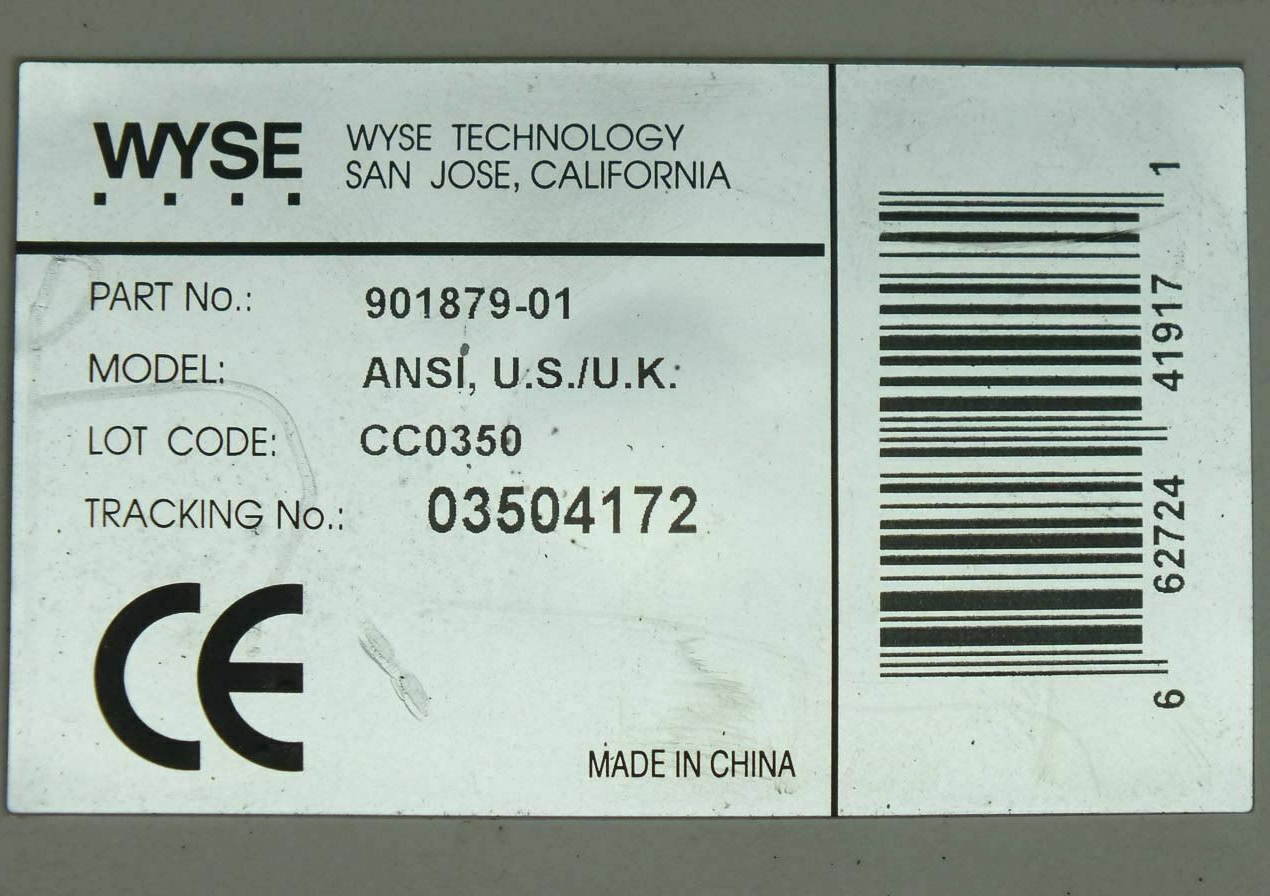 WYSE
WYSE TECHNOLOGY
SAN JOSE, CALIFORNIA
PART No.: 901879-01
MODEL: ANSI, U.S./U.K.
LOT CODE: CC0350
TRACKING No.: 03504172
CE
MADE IN CHINA
6 62724 41917 1